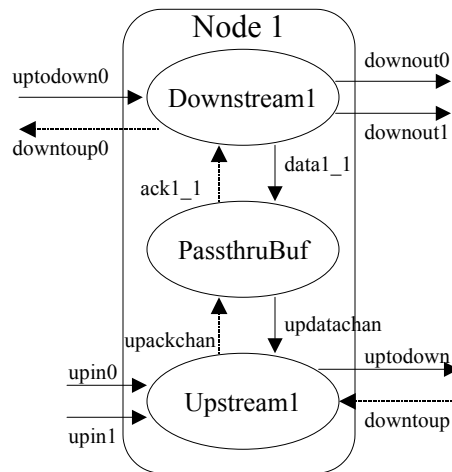 Node 1
downout0
uptodown0
Downstream1
downout1
downtoup0
data1_1
ack1_1
PassthruBuf
updatachan
upackchan
uptodown
upin0
Upstream1
downtoup
upin1